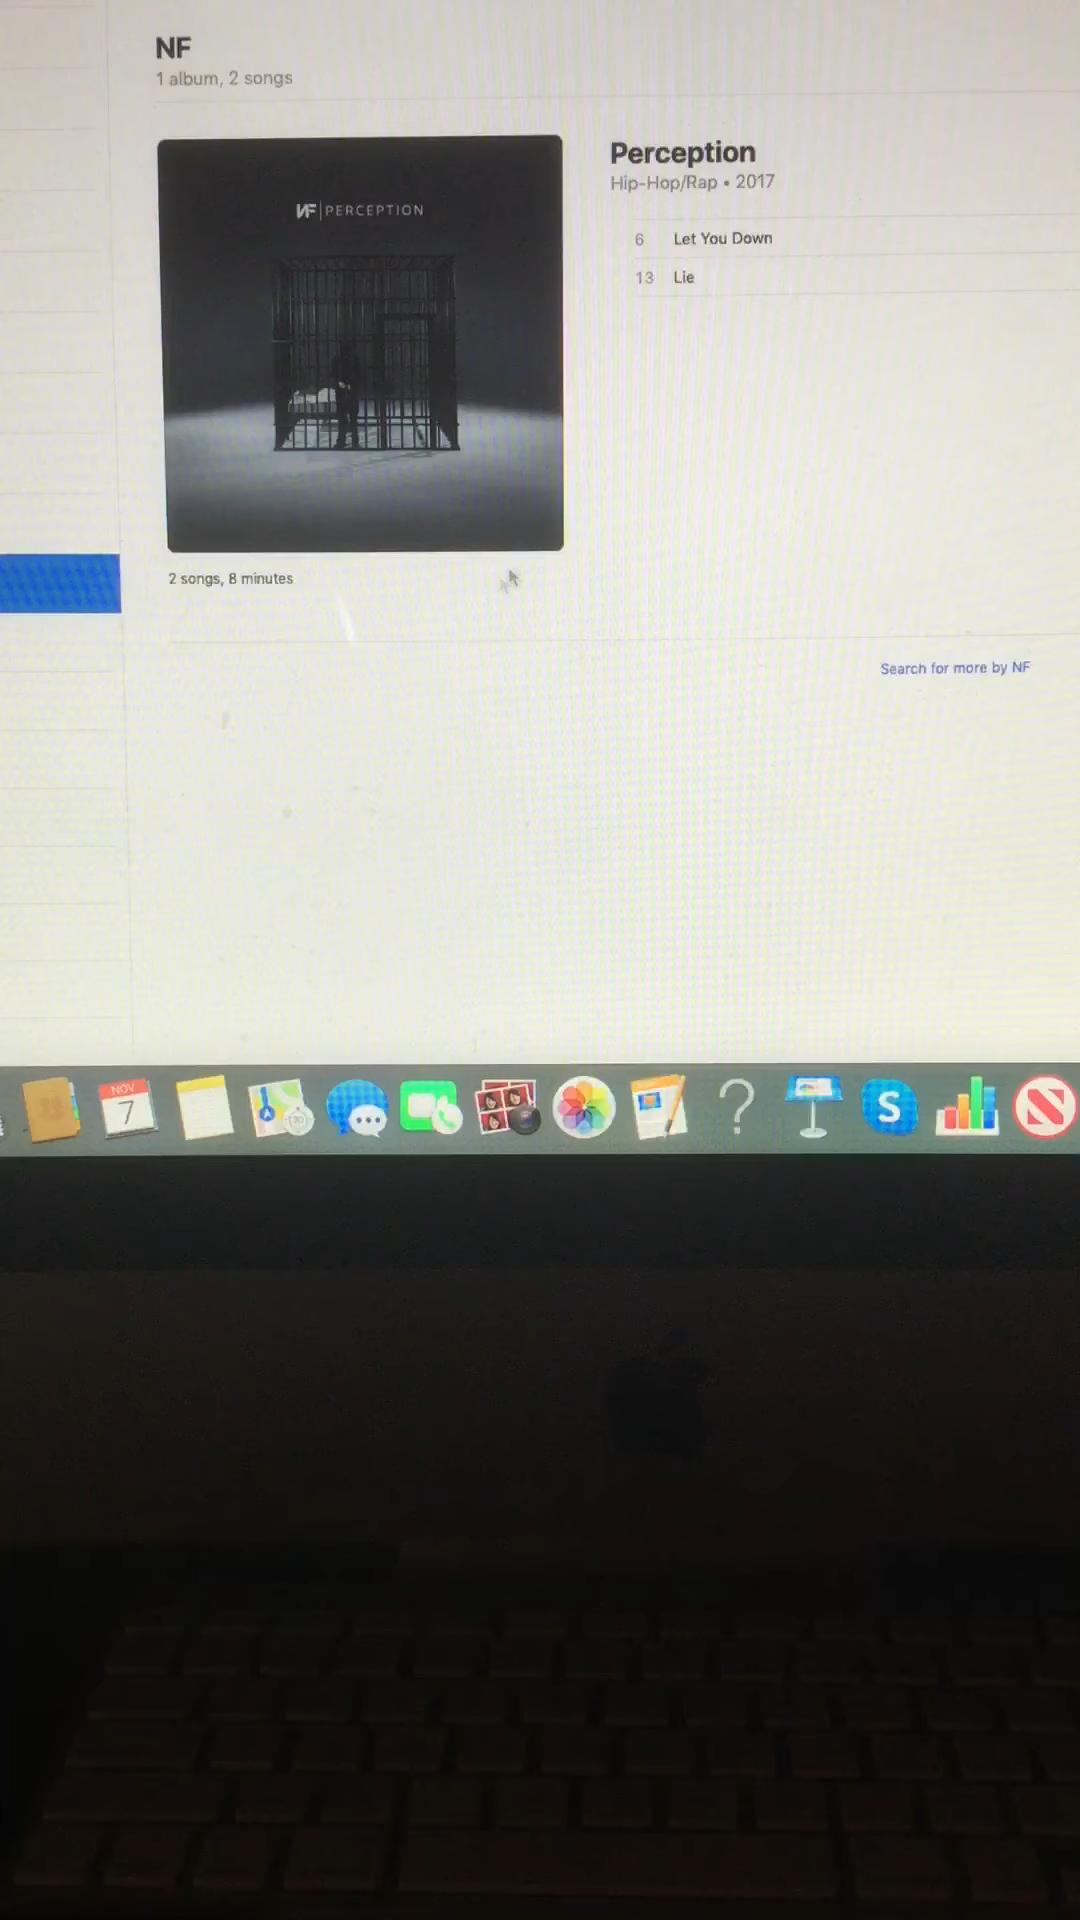 NF
1 album, 2 songs
NF PERCEPTION
Perception
Hip-Hop/Rap • 2017
6 Let You Down
13 Lie
2 songs, 8 minutes
Search for more by NF
NOV
7
S